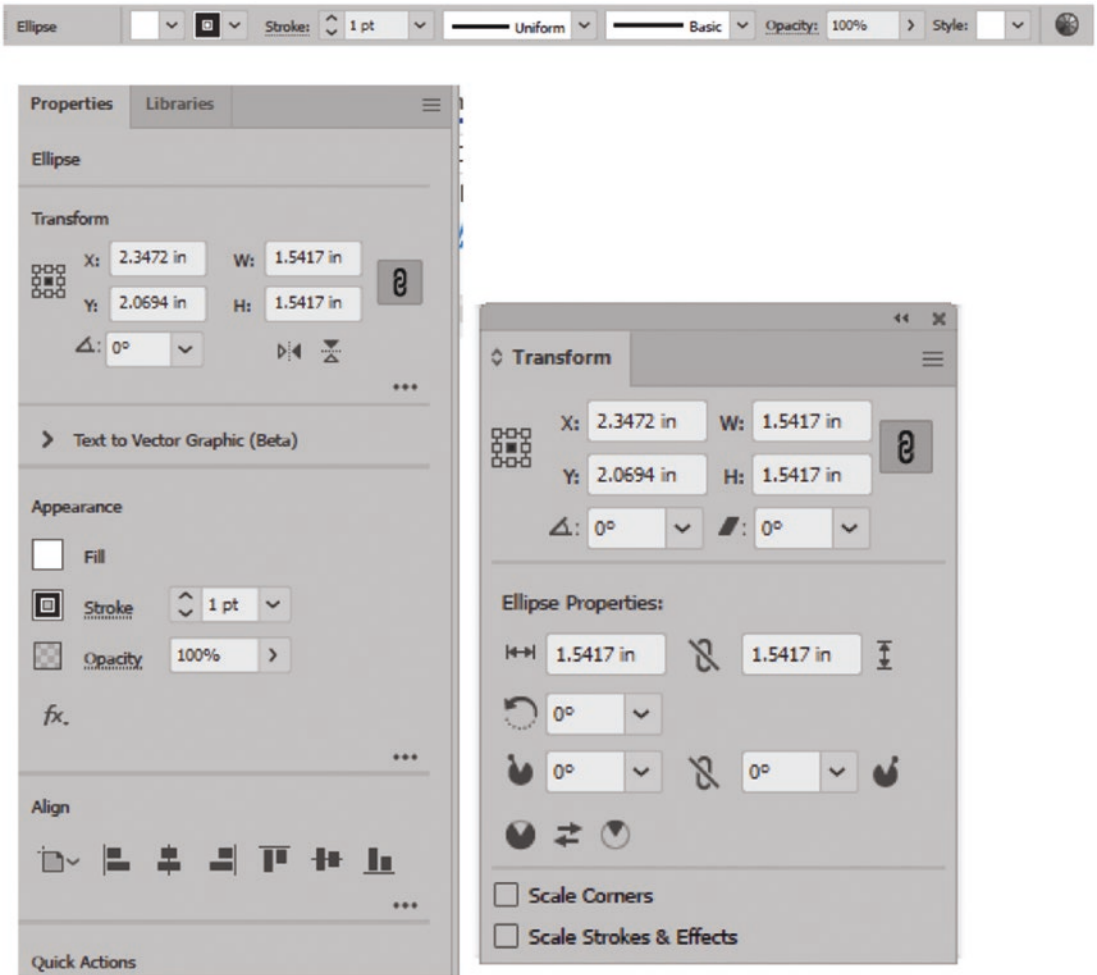 Ellipse Stroke: 1 pt Uniform Basic Opacity: 100% Style:
Properties Libraries
Ellipse
Transform
X: 2.3472 in W: 1.5417 in
Y: 2.0694 in H: 1.5417 in
0°
Text to Vector Graphic (Beta)
Appearance
Fill
Stroke 1 pt
Opacity 100%
fx.
Align
Quick Actions
Transform
X: 2.3472 in W: 1.5417 in
Y: 2.0694 in H: 1.5417 in
0° 0°
Ellipse Properties:
1.5417 in 1.5417 in
0°
0° 0°
Scale Corners
Scale Strokes & Effects